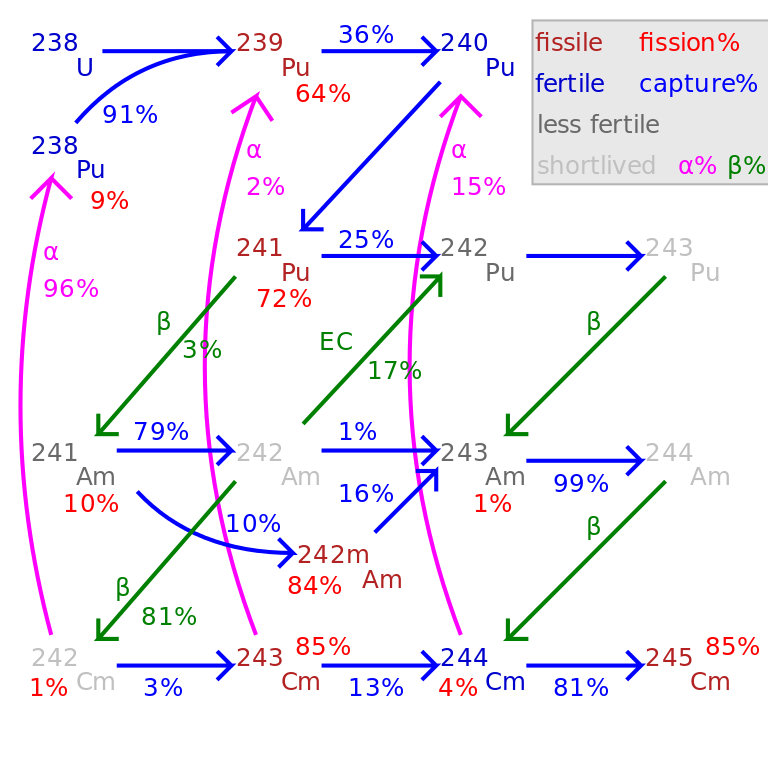 238 U
239 Pu
36%
240 Pu
64%
fissile fission%
fertile capture%
less fertile
shortlived α% β%
91%
238 Pu
9%
α
2%
α
15%
α
96%
241 Pu
72%
25%
242 Pu
243 Pu
β
3%
EC
17%
β
241 Am
10%
79%
242 Am
1%
243 Am
1%
99%
244 Am
16%
10%
242m Am
84%
β
81%
β
242 Cm
1%
3%
243 Cm
85%
13%
244 Cm
4%
81%
245 Cm
85%